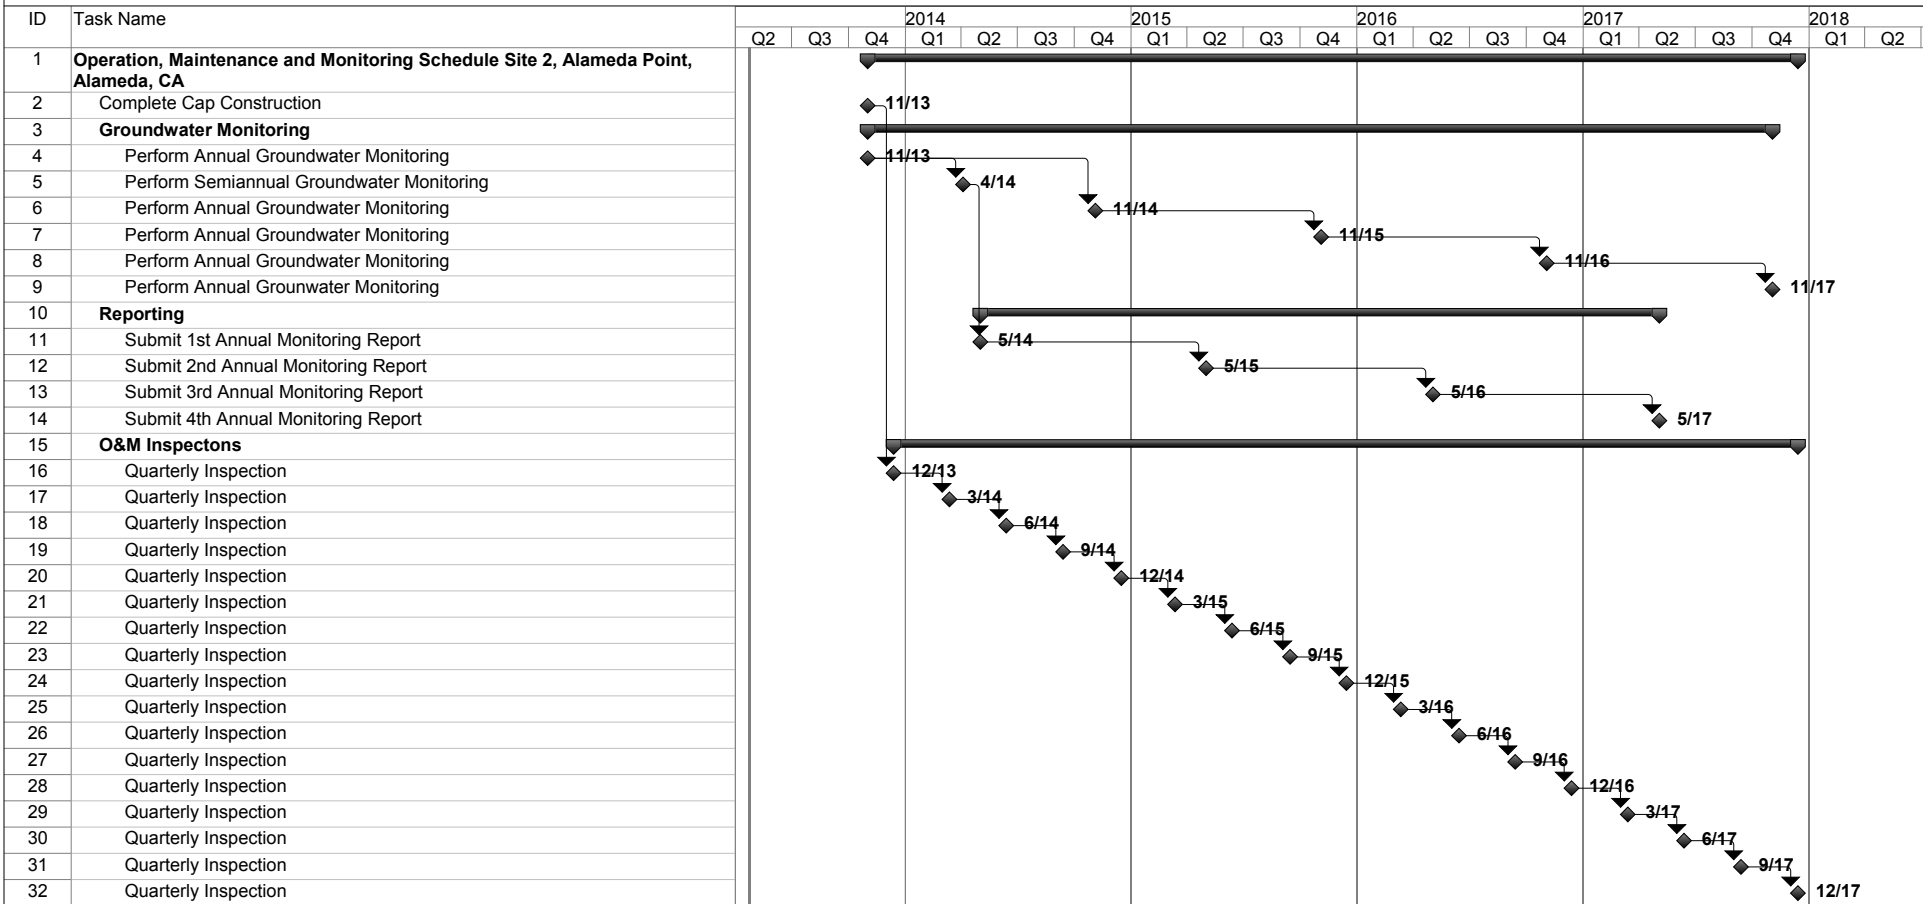 ID Task Name 2014 2015 2016 2017 2018
Q2 Q3 Q4 Q1 Q2 Q3 Q4 Q1 Q2 Q3 Q4 Q1 Q2 Q3 Q4 Q1 Q2 Q3 Q4 Q1 Q2
1 Operation, Maintenance and Monitoring Schedule Site 2, Alameda Point,
Alameda, CA
2 Complete Cap Construction 11/13
3 Groundwater Monitoring
4 Perform Annual Groundwater Monitoring 11/13
5 Perform Semiannual Groundwater Monitoring 4/14
6 Perform Annual Groundwater Monitoring 11/14
7 Perform Annual Groundwater Monitoring 11/15
8 Perform Annual Groundwater Monitoring 11/16
9 Perform Annual Grounwater Monitoring 11/17
10 Reporting
11 Submit 1st Annual Monitoring Report 5/14
12 Submit 2nd Annual Monitoring Report 5/15
13 Submit 3rd Annual Monitoring Report 5/16
14 Submit 4th Annual Monitoring Report 5/17
15 O&M Inspectons
16 Quarterly Inspection 12/13
17 Quarterly Inspection 3/14
18 Quarterly Inspection 6/14
19 Quarterly Inspection 9/14
20 Quarterly Inspection 12/14
21 Quarterly Inspection 3/15
22 Quarterly Inspection 6/15
23 Quarterly Inspection 9/15
24 Quarterly Inspection 12/15
25 Quarterly Inspection 3/16
26 Quarterly Inspection 6/16
27 Quarterly Inspection 9/16
28 Quarterly Inspection 12/16
29 Quarterly Inspection 3/17
30 Quarterly Inspection 6/17
31 Quarterly Inspection 9/17
32 Quarterly Inspection 12/17